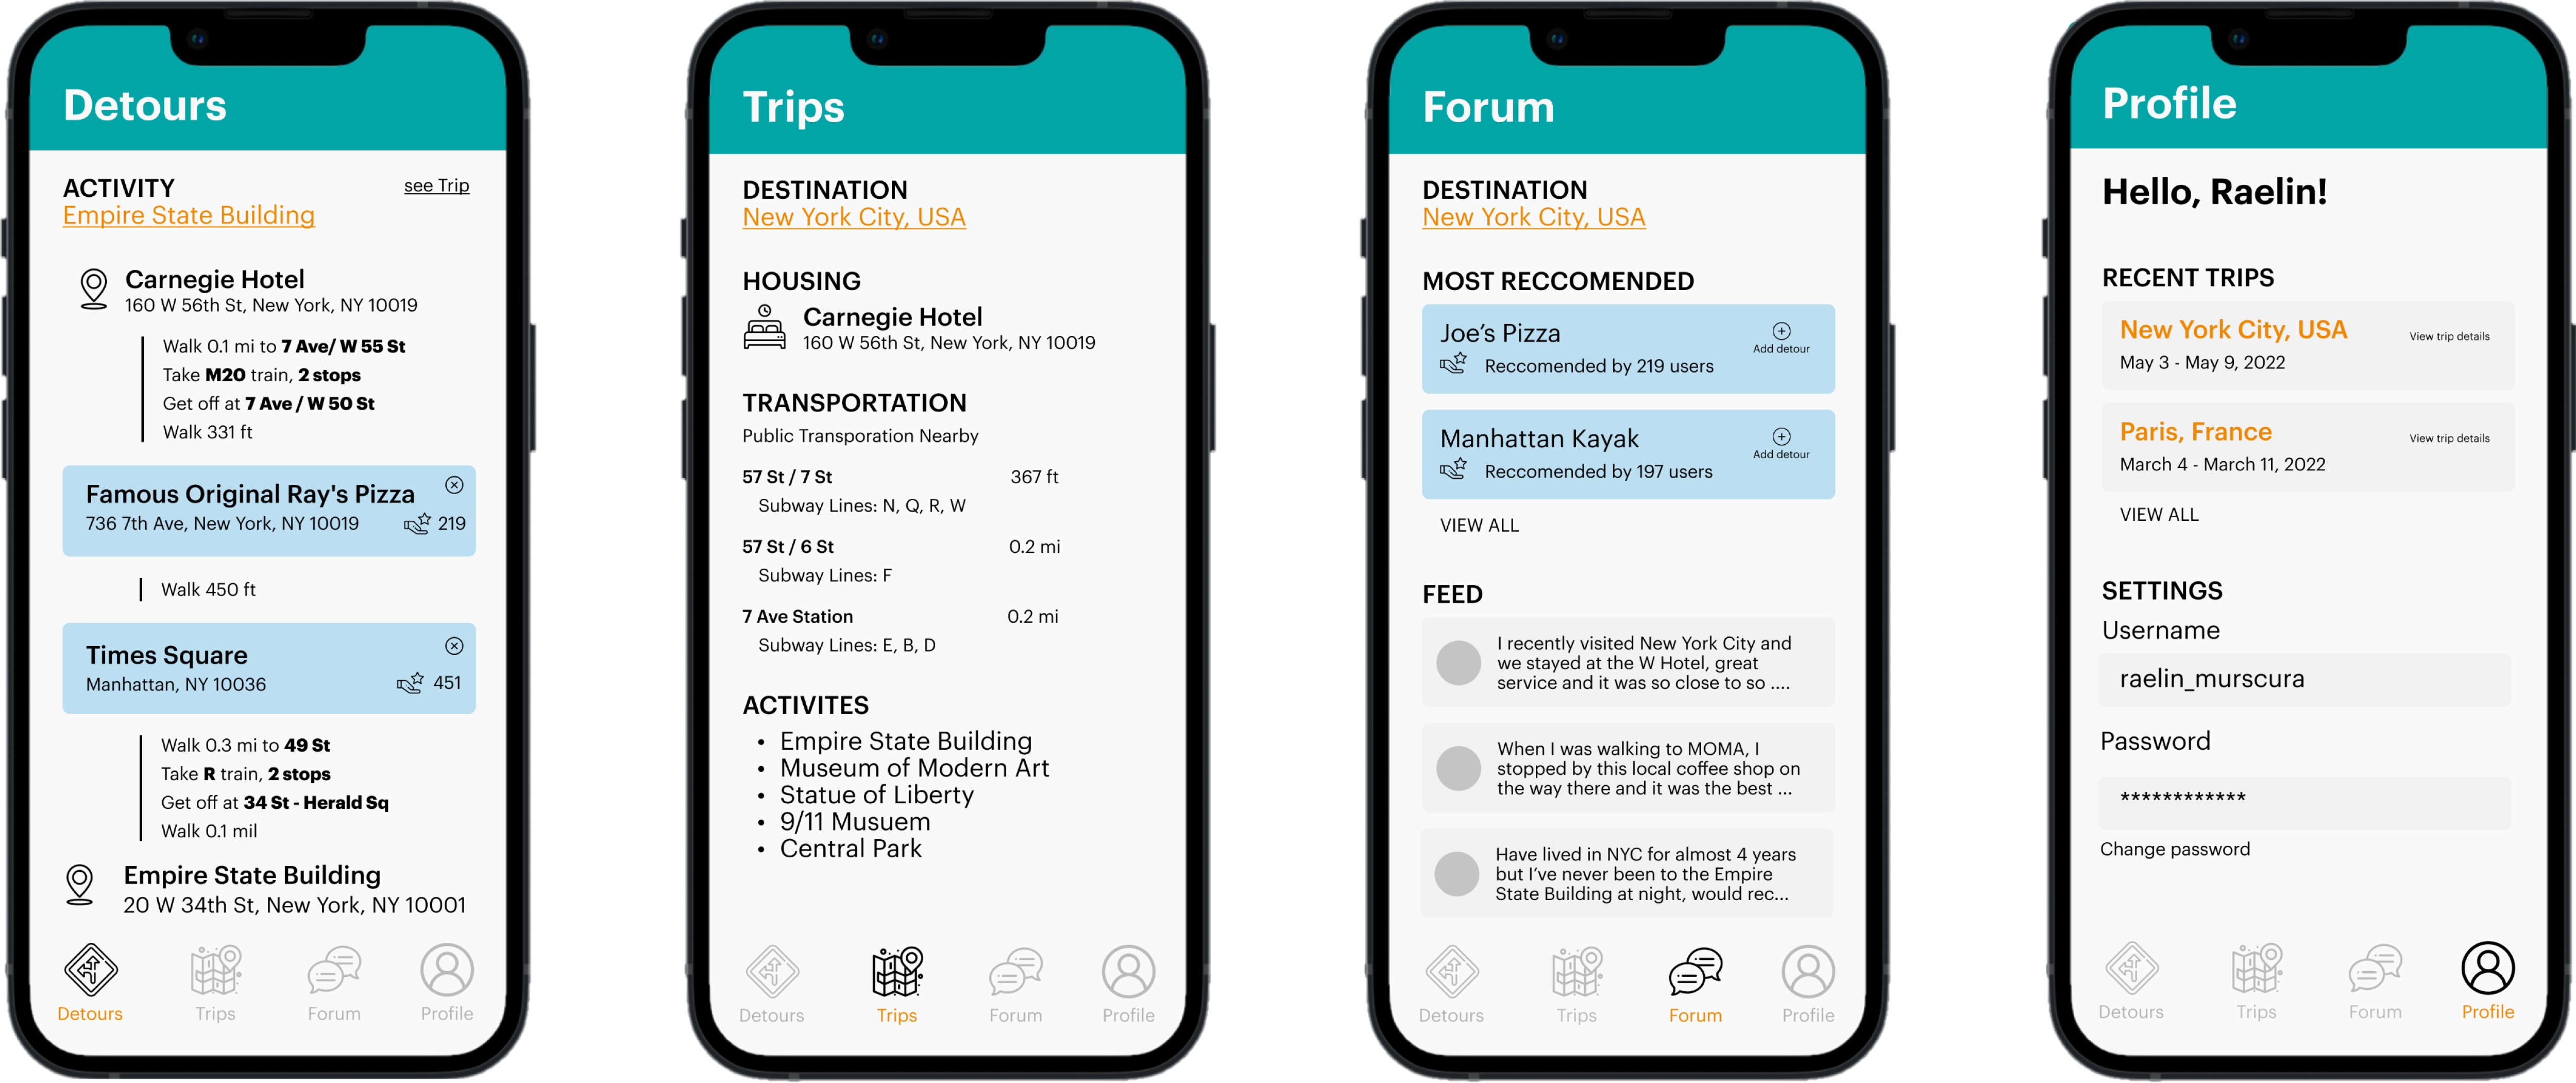 Detours
ACTIVITY
see Trip
Empire State Building
Carnegie Hotel
160 W 56th St, New York, NY 10019
Walk 0.1 mi to 7 Ave/ W 55 St
Take M20 train, 2 stops
Get off at 7 Ave / W 50 St
Walk 331 ft
Famous Original Ray's Pizza
736 7th Ave, New York, NY 10019
219
Walk 450 ft
Times Square
Manhattan, NY 10036
451
Walk 0.3 mi to 49 St
Take R train, 2 stops
Get off at 34 St - Herald Sq
Walk 0.1 mil
Empire State Building
20 W 34th St, New York, NY 10001
Detours
Trips
Forum
Profile
Trips
DESTINATION
New York City, USA
HOUSING
Carnegie Hotel
160 W 56th St, New York, NY 10019
TRANSPORTATION
Public Transporation Nearby
57 St / 7 St
367 ft
Subway Lines: N, Q, R, W
57 St / 6 St
0.2 mi
Subway Lines: F
7 Ave Station
0.2 mi
Subway Lines: E, B, D
ACTIVITES
• Empire State Building
• Museum of Modern Art
• Statue of Liberty
• 9/11 Musuem
• Central Park
Detours
Trips
Forum
Profile
Forum
DESTINATION
New York City, USA
MOST RECCOMENDED
Joe’s Pizza
Add detour
Reccomended by 219 users
Manhattan Kayak
Add detour
Reccomended by 197 users
VIEW ALL
FEED
I recently visited New York City and
we stayed at the W Hotel, great
service and it was so close to so ....
When I was walking to MOMA, I
stopped by this local coffee shop on
the way there and it was the best ...
Have lived in NYC for almost 4 years
but I’ve never been to the Empire
State Building at night, would rec...
Detours
Trips
Forum
Profile
Profile
Hello, Raelin!
RECENT TRIPS
New York City, USA
View trip details
May 3 - May 9, 2022
Paris, France
View trip details
March 4 - March 11, 2022
VIEW ALL
SETTINGS
Username
raelin_murscura
Password
************
Change password
Detours
Trips
Forum
Profile